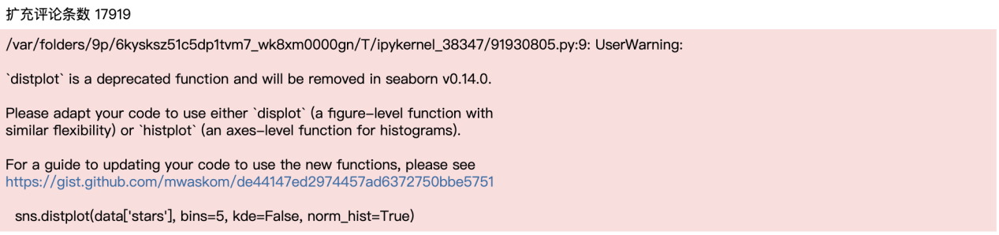 扩充评论条数 17919
/var/folders/9p/6kysksz51c5dp1tvm7_wk8xm0000gn/T/ipykernel_38347/91930805.py:9: UserWarning:
`distplot` is a deprecated function and will be removed in seaborn v0.14.0.
Please adapt your code to use either `displot` (a figure-level function with
similar flexibility) or `histplot` (an axes-level function for histograms).
For a guide to updating your code to use the new functions, please see
https://gist.github.com/mwaskom/de44147ed2974457ad6372750bbe5751
sns.distplot(data['stars'], bins=5, kde=False, norm_hist=True)